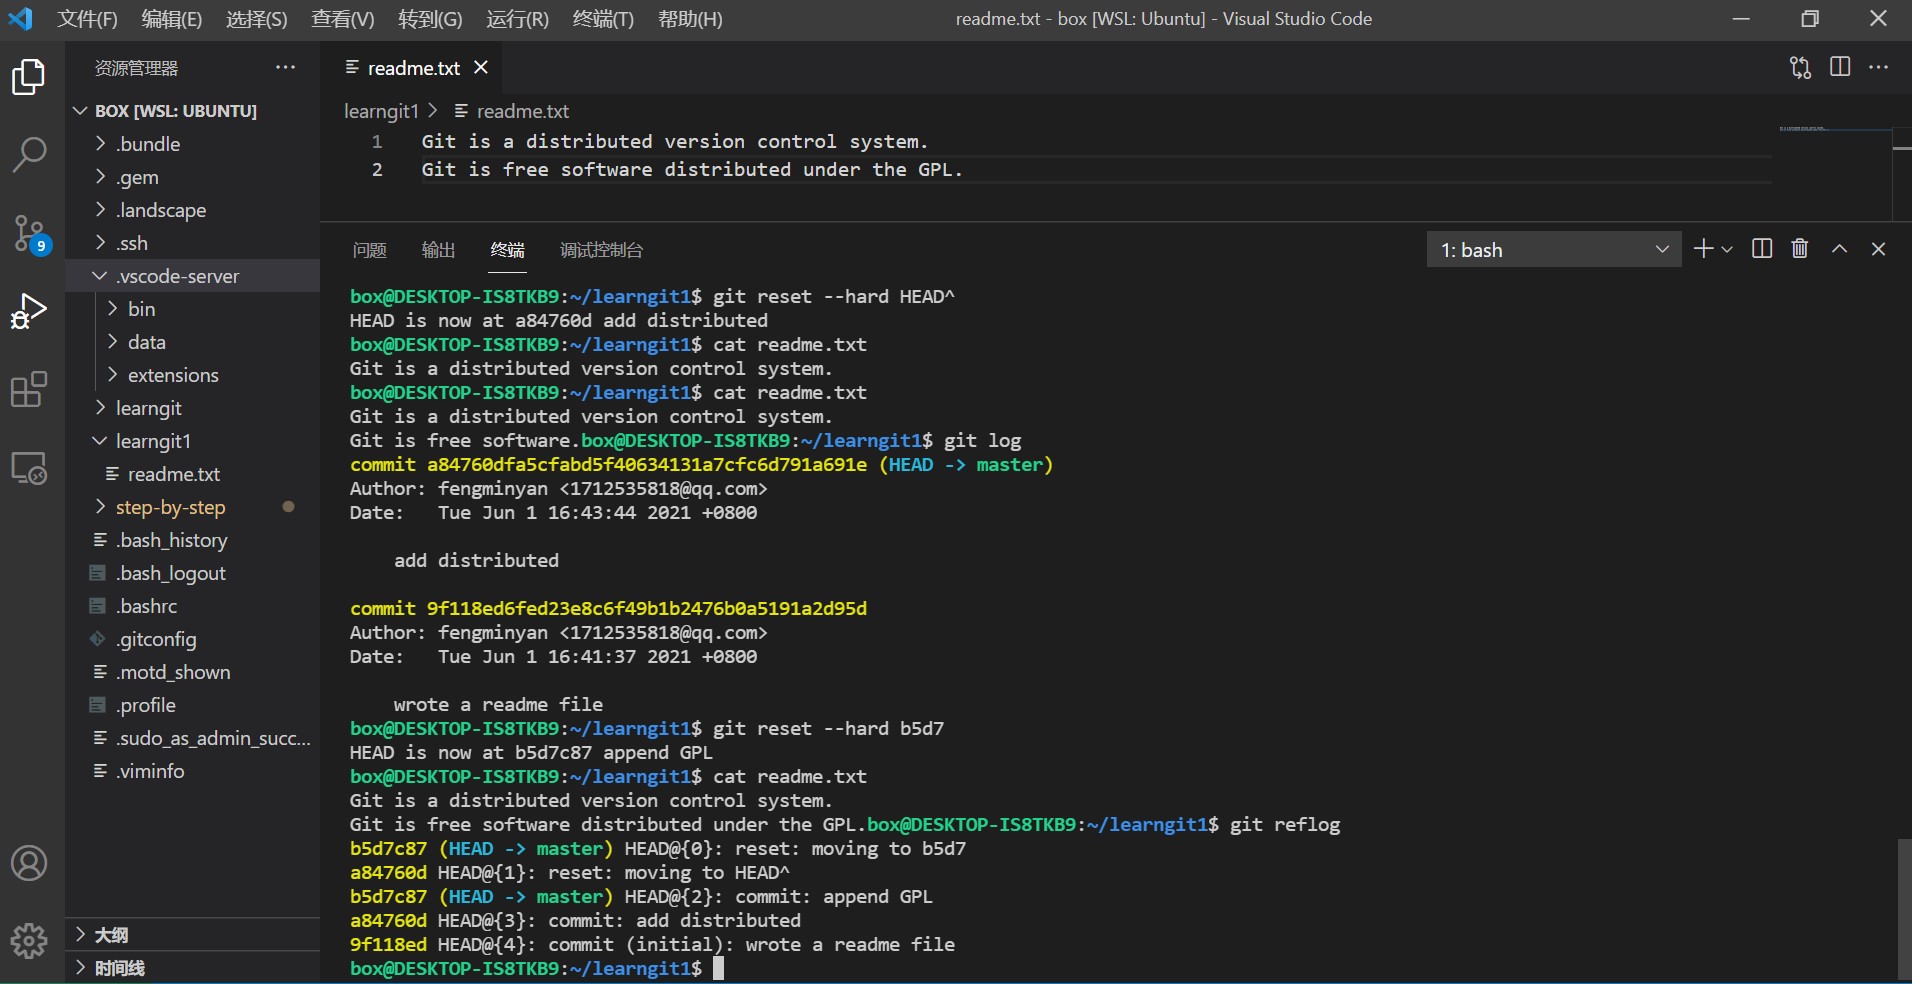 文件(F) 编辑(E) 选择(S) 查看(V) 转到(G) 运行(R) 终端(T) 帮助(H) readme.txt - box [WSL: Ubuntu] - Visual Studio Code
资源管理器
BOX [WSL: UBUNTU]
.bundle
.gem
.landscape
.ssh
.vscode-server
bin
data
extensions
learngit
learngit1
readme.txt
step-by-step
.bash_history
.bash_logout
.bashrc
.gitconfig
.motd_shown
.profile
.sudo_as_admin_succ...
.viminfo
大纲
时间线
9
readme.txt
learngit1 > readme.txt
1 Git is a distributed version control system.
2 Git is free software distributed under the GPL.
问题 输出 终端 调试控制台 1: bash
box@DESKTOP-IS8TKB9:~/learngit1$ git reset --hard HEAD^
HEAD is now at a84760d add distributed
box@DESKTOP-IS8TKB9:~/learngit1$ cat readme.txt
Git is a distributed version control system.
box@DESKTOP-IS8TKB9:~/learngit1$ cat readme.txt
Git is a distributed version control system.
Git is free software.box@DESKTOP-IS8TKB9:~/learngit1$ git log
commit a84760dfa5cfabd5f40634131a7cfc6d791a691e (HEAD -> master)
Author: fengminyan <1712535818@qq.com>
Date:   Tue Jun 1 16:43:44 2021 +0800
add distributed
commit 9f118ed6fed23e8c6f49b1b2476b0a5191a2d95d
Author: fengminyan <1712535818@qq.com>
Date:   Tue Jun 1 16:41:37 2021 +0800
wrote a readme file
box@DESKTOP-IS8TKB9:~/learngit1$ git reset --hard b5d7
HEAD is now at b5d7c87 append GPL
box@DESKTOP-IS8TKB9:~/learngit1$ cat readme.txt
Git is a distributed version control system.
Git is free software distributed under the GPL.box@DESKTOP-IS8TKB9:~/learngit1$ git reflog
b5d7c87 (HEAD -> master) HEAD@{0}: reset: moving to b5d7
a84760d HEAD@{1}: reset: moving to HEAD^
b5d7c87 (HEAD -> master) HEAD@{2}: commit: append GPL
a84760d HEAD@{3}: commit: add distributed
9f118ed HEAD@{4}: commit (initial): wrote a readme file
box@DESKTOP-IS8TKB9:~/learngit1$